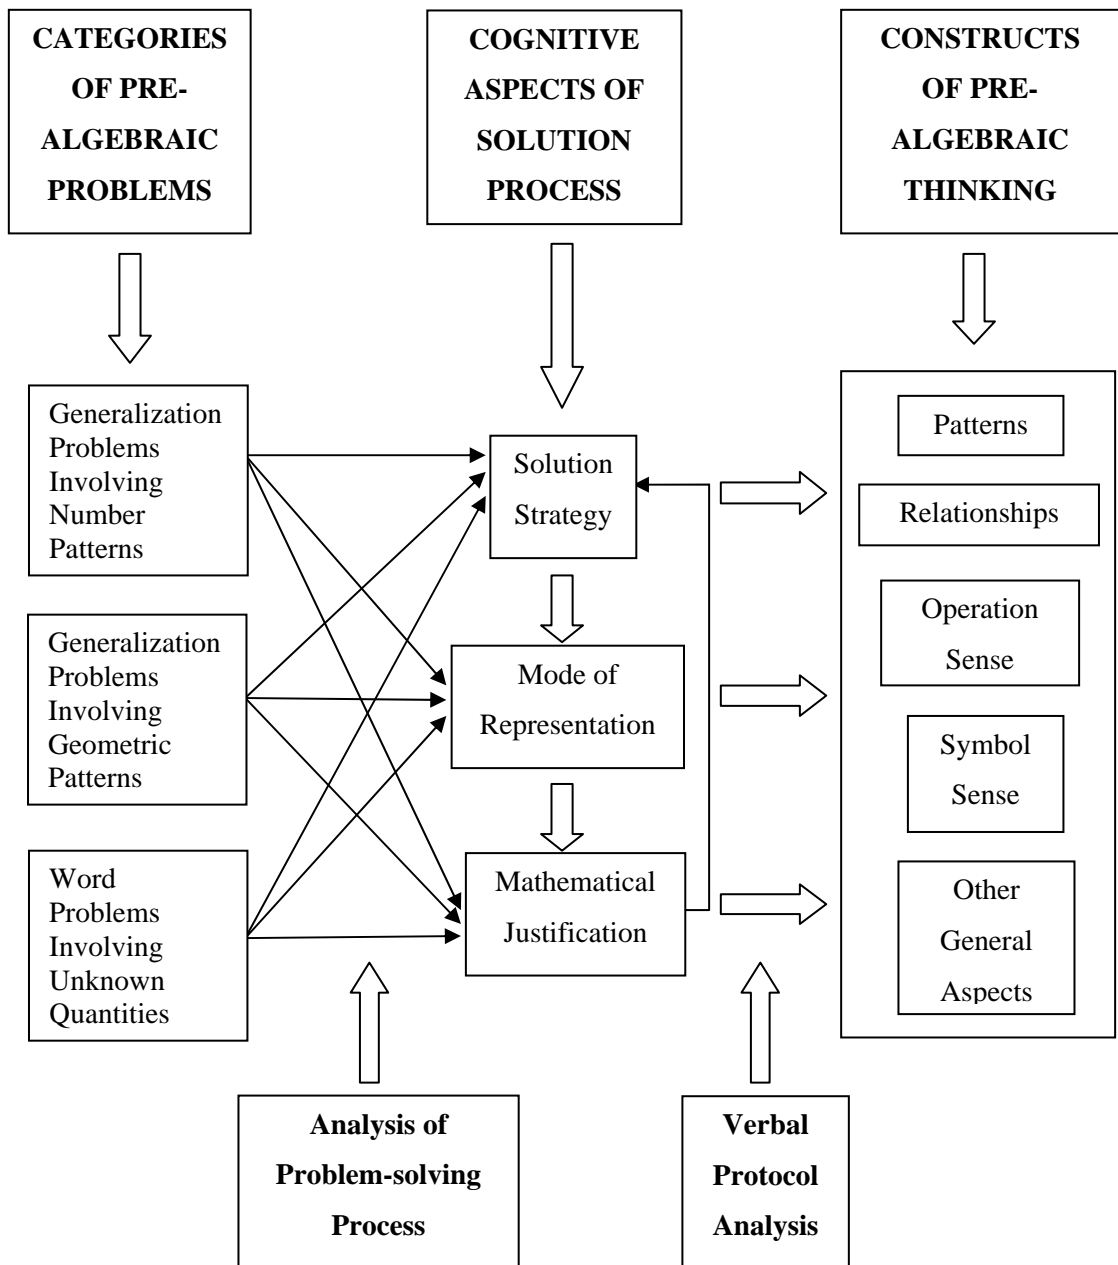 CATEGORIES
OF PRE-
ALGEBRAIC
PROBLEMS
COGNITIVE
ASPECTS OF
SOLUTION
PROCESS
CONSTRUCTS
OF PRE-
ALGEBRAIC
THINKING
Generalization
Problems
Involving
Number
Patterns
Generalization
Problems
Involving
Geometric
Patterns
Word
Problems
Involving
Unknown
Quantities
Solution
Strategy
Mode of
Representation
Mathematical
Justification
Patterns
Relationships
Operation
Sense
Symbol
Sense
Other
General
Aspects
Analysis of
Problem-solving
Process
Verbal
Protocol
Analysis